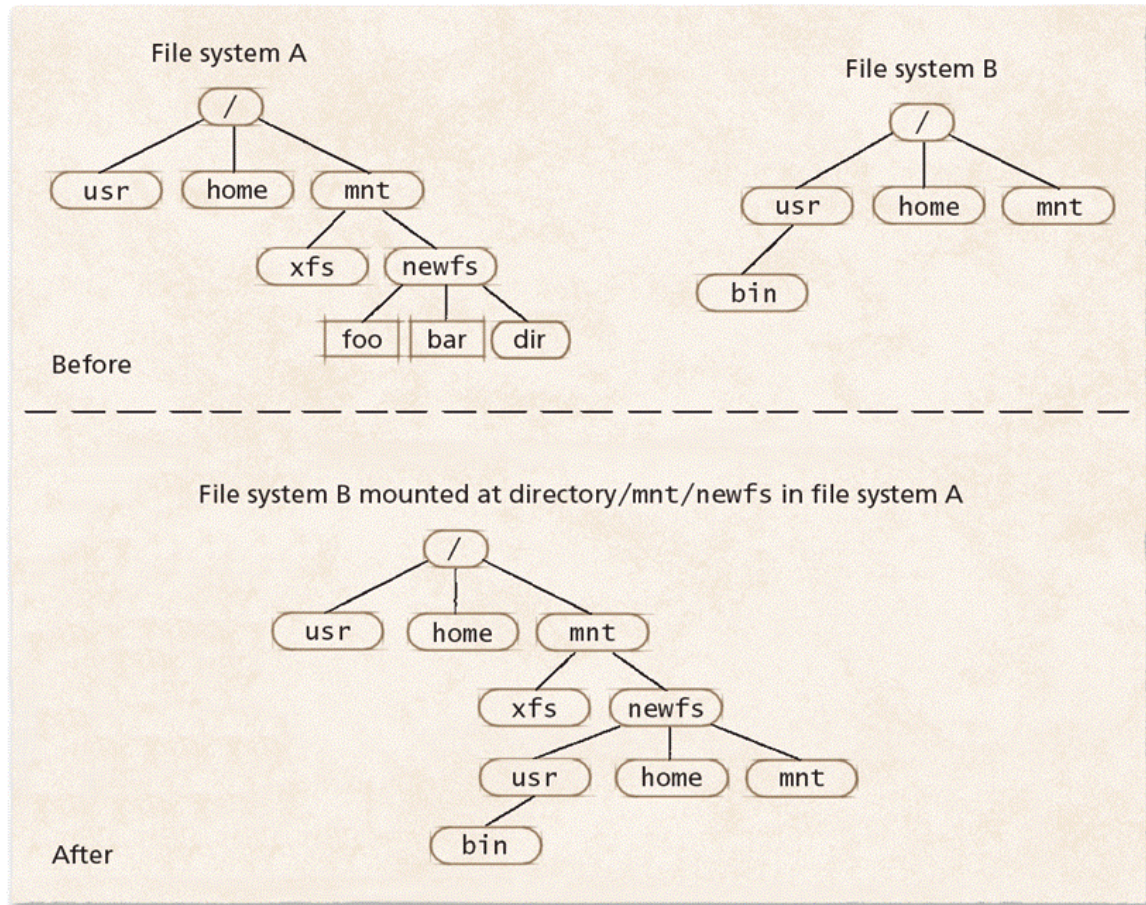 File system A
/
usr home mnt
xfs newfs
foo bar dir
Before
File system B
/
usr home mnt
bin
File system B mounted at directory/mnt/newfs in file system A
/
usr home mnt
xfs newfs
usr home mnt
bin
After